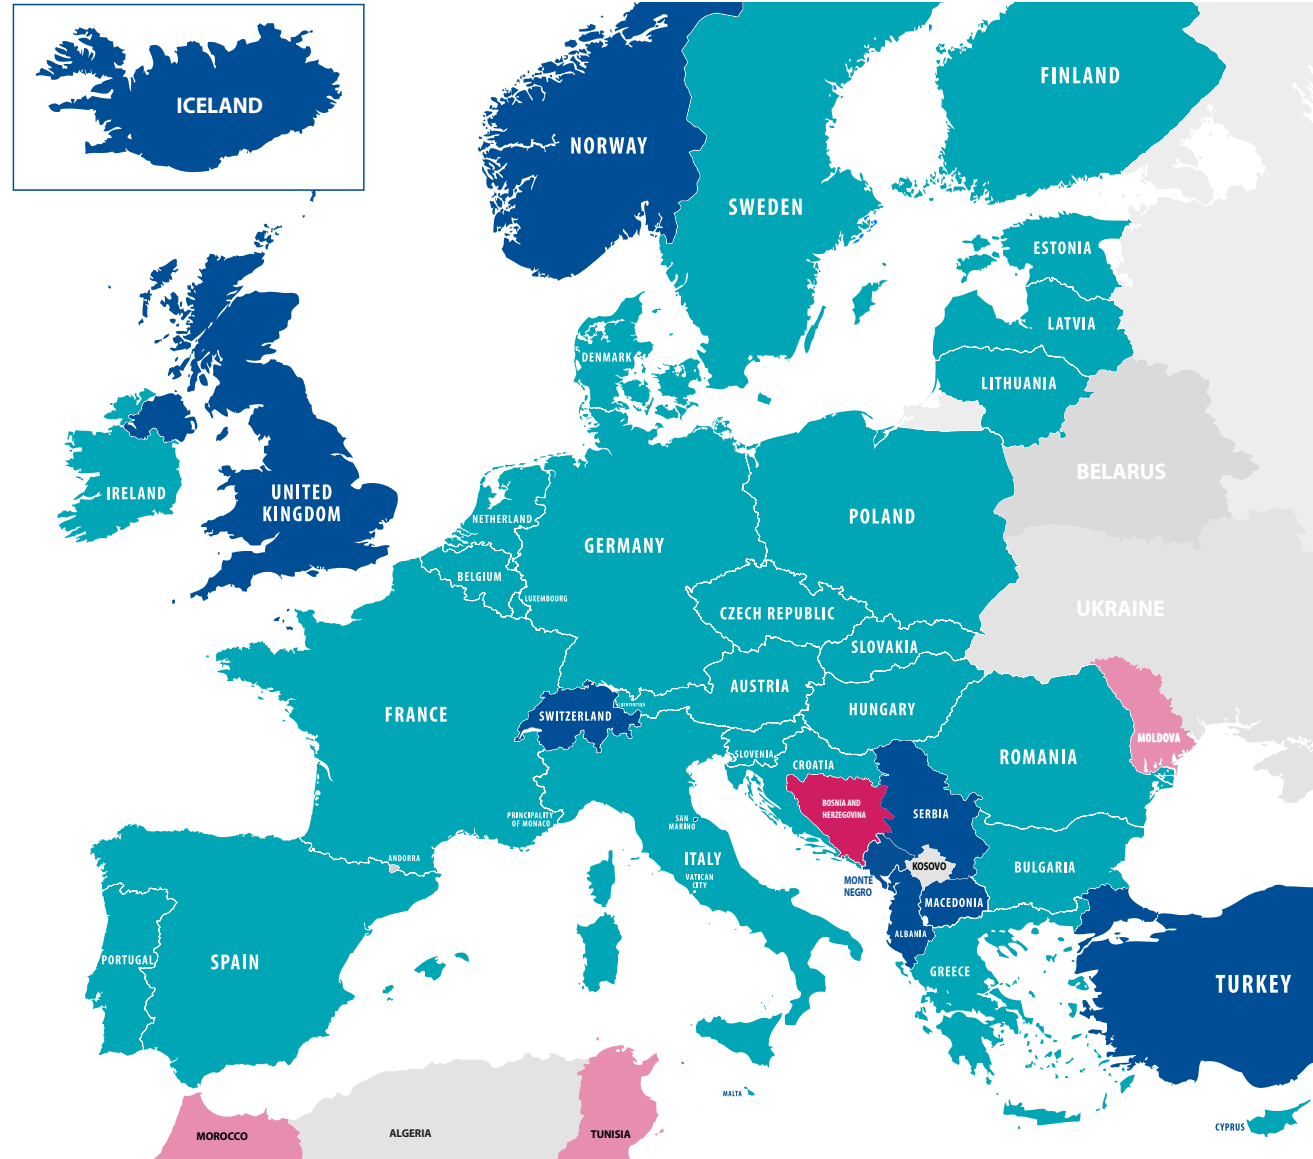 ICELAND
FINLAND
NORWAY
SWEDEN
ESTONIA
LATVIA
DENMARK
LITHUANIA
BELARUS
IRELAND
UNITED
KINGDOM
NETHERLAND
POLAND
GERMANY
BELGIUM
LUXEMBOURG
UKRAINE
CZECH REPUBLIC
SLOVAKIA
AUSTRIA
LIECHTENSTEIN
FRANCE
SWITZERLAND
HUNGARY
MOLDOVA
SLOVENIA
CROATIA
ROMANIA
BOSNIA AND
HERZEGOVINA
SERBIA
PRINCIPALITY
OF MONACO
SAN
MARINO
ANDORRA
ITALY
KOSOVO
BULGARIA
VATICAN
CITY
MONTE
NEGRO
MACEDONIA
ALBANIA
PORTUGAL
SPAIN
GREECE
TURKEY
MALTA
CYPRUS
MOROCCO
ALGERIA
TUNISIA